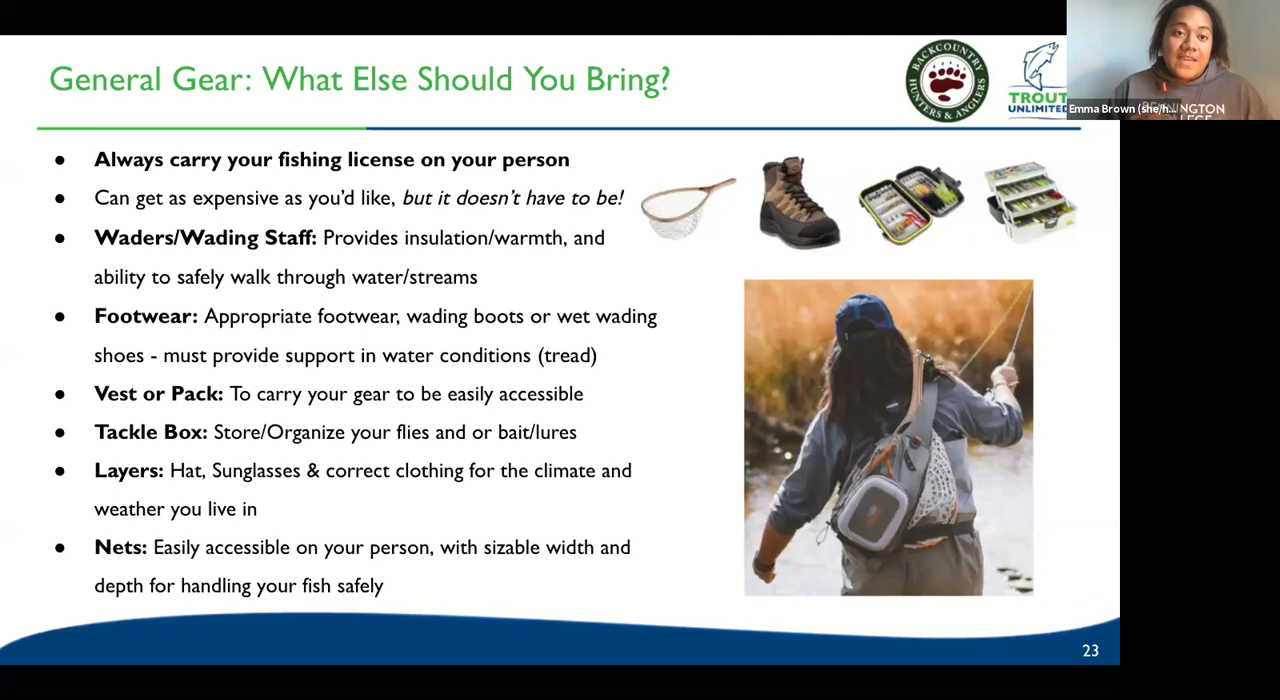 General Gear: What Else Should You Bring?
BACKCOUNTRY
HUNTERS & ANGLERS
TROUT
UNLIMITED
Emma Brown (she/h...
NGTON
● Always carry your fishing license on your person
● Can get as expensive as you'd like, but it doesn't have to be!
● Waders/Wading Staff: Provides insulation/warmth, and
ability to safely walk through water/streams
● Footwear: Appropriate footwear, wading boots or wet wading
shoes - must provide support in water conditions (tread)
● Vest or Pack: To carry your gear to be easily accessible
● Tackle Box: Store/Organize your flies and or bait/lures
● Layers: Hat, Sunglasses & correct clothing for the climate and
weather you live in
● Nets: Easily accessible on your person, with sizable width and
depth for handling your fish safely
23